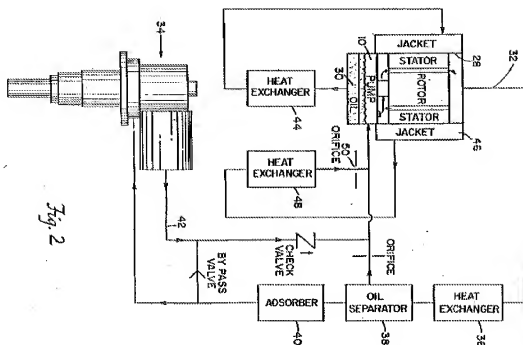 34
JACKET
STATOR
ROTOR
STATOR
JACKET
PUMP
OIL
10
28
30
32
46
HEAT
EXCHANGER
44
HEAT
EXCHANGER
48
ORIFICE
50
42
CHECK
VALVE
BY PASS
VALVE
ORIFICE
ADSORBER
40
OIL
SEPARATOR
38
HEAT
EXCHANGER
36
Fig. 2